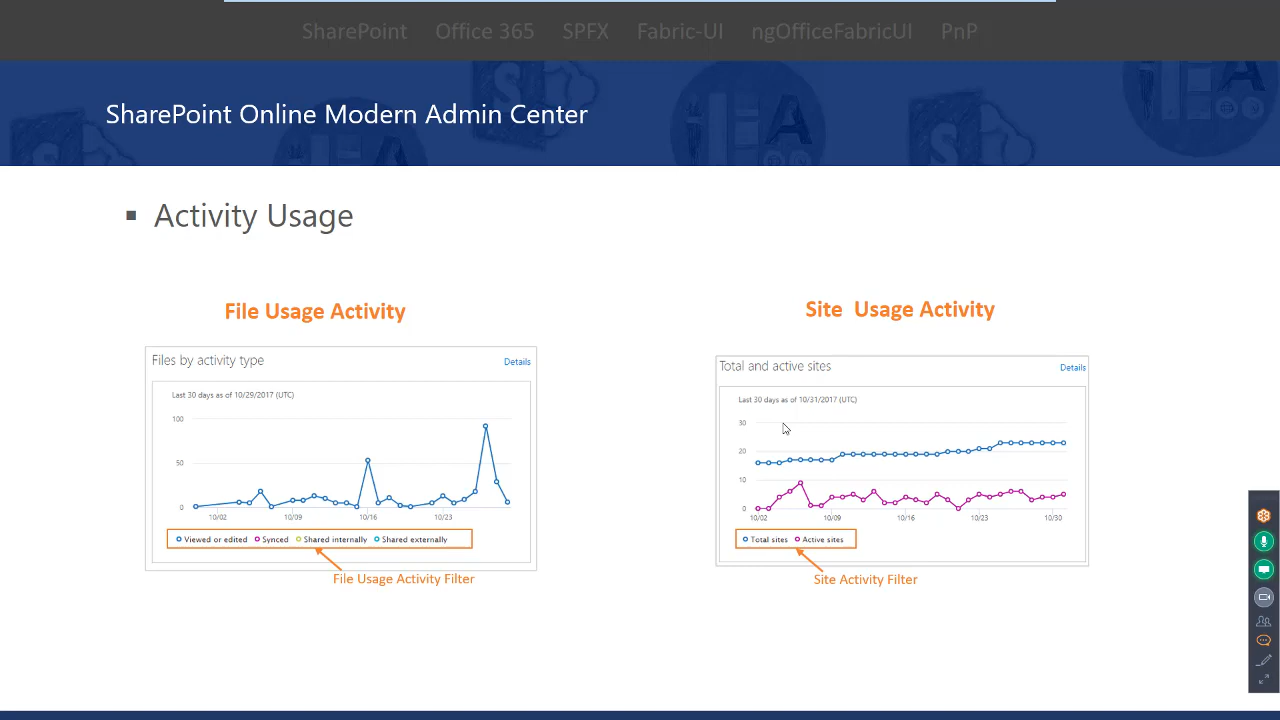 SharePoint Office 365 SPFX Fabric-UI ngOfficeFabricUI PnP
SharePoint Online Modern Admin Center
▪ Activity Usage
File Usage Activity
Files by activity type Details
Last 30 days as of 10/29/2017 (UTC)
100
50
0
10/02 10/09 10/16 10/23
Viewed or edited Synced Shared internally Shared externally
File Usage Activity Filter
Site Usage Activity
Total and active sites Details
Last 30 days as of 10/31/2017 (UTC)
30
20
10
0
10/02 10/09 10/16 10/23 10/30
Total sites Active sites
Site Activity Filter